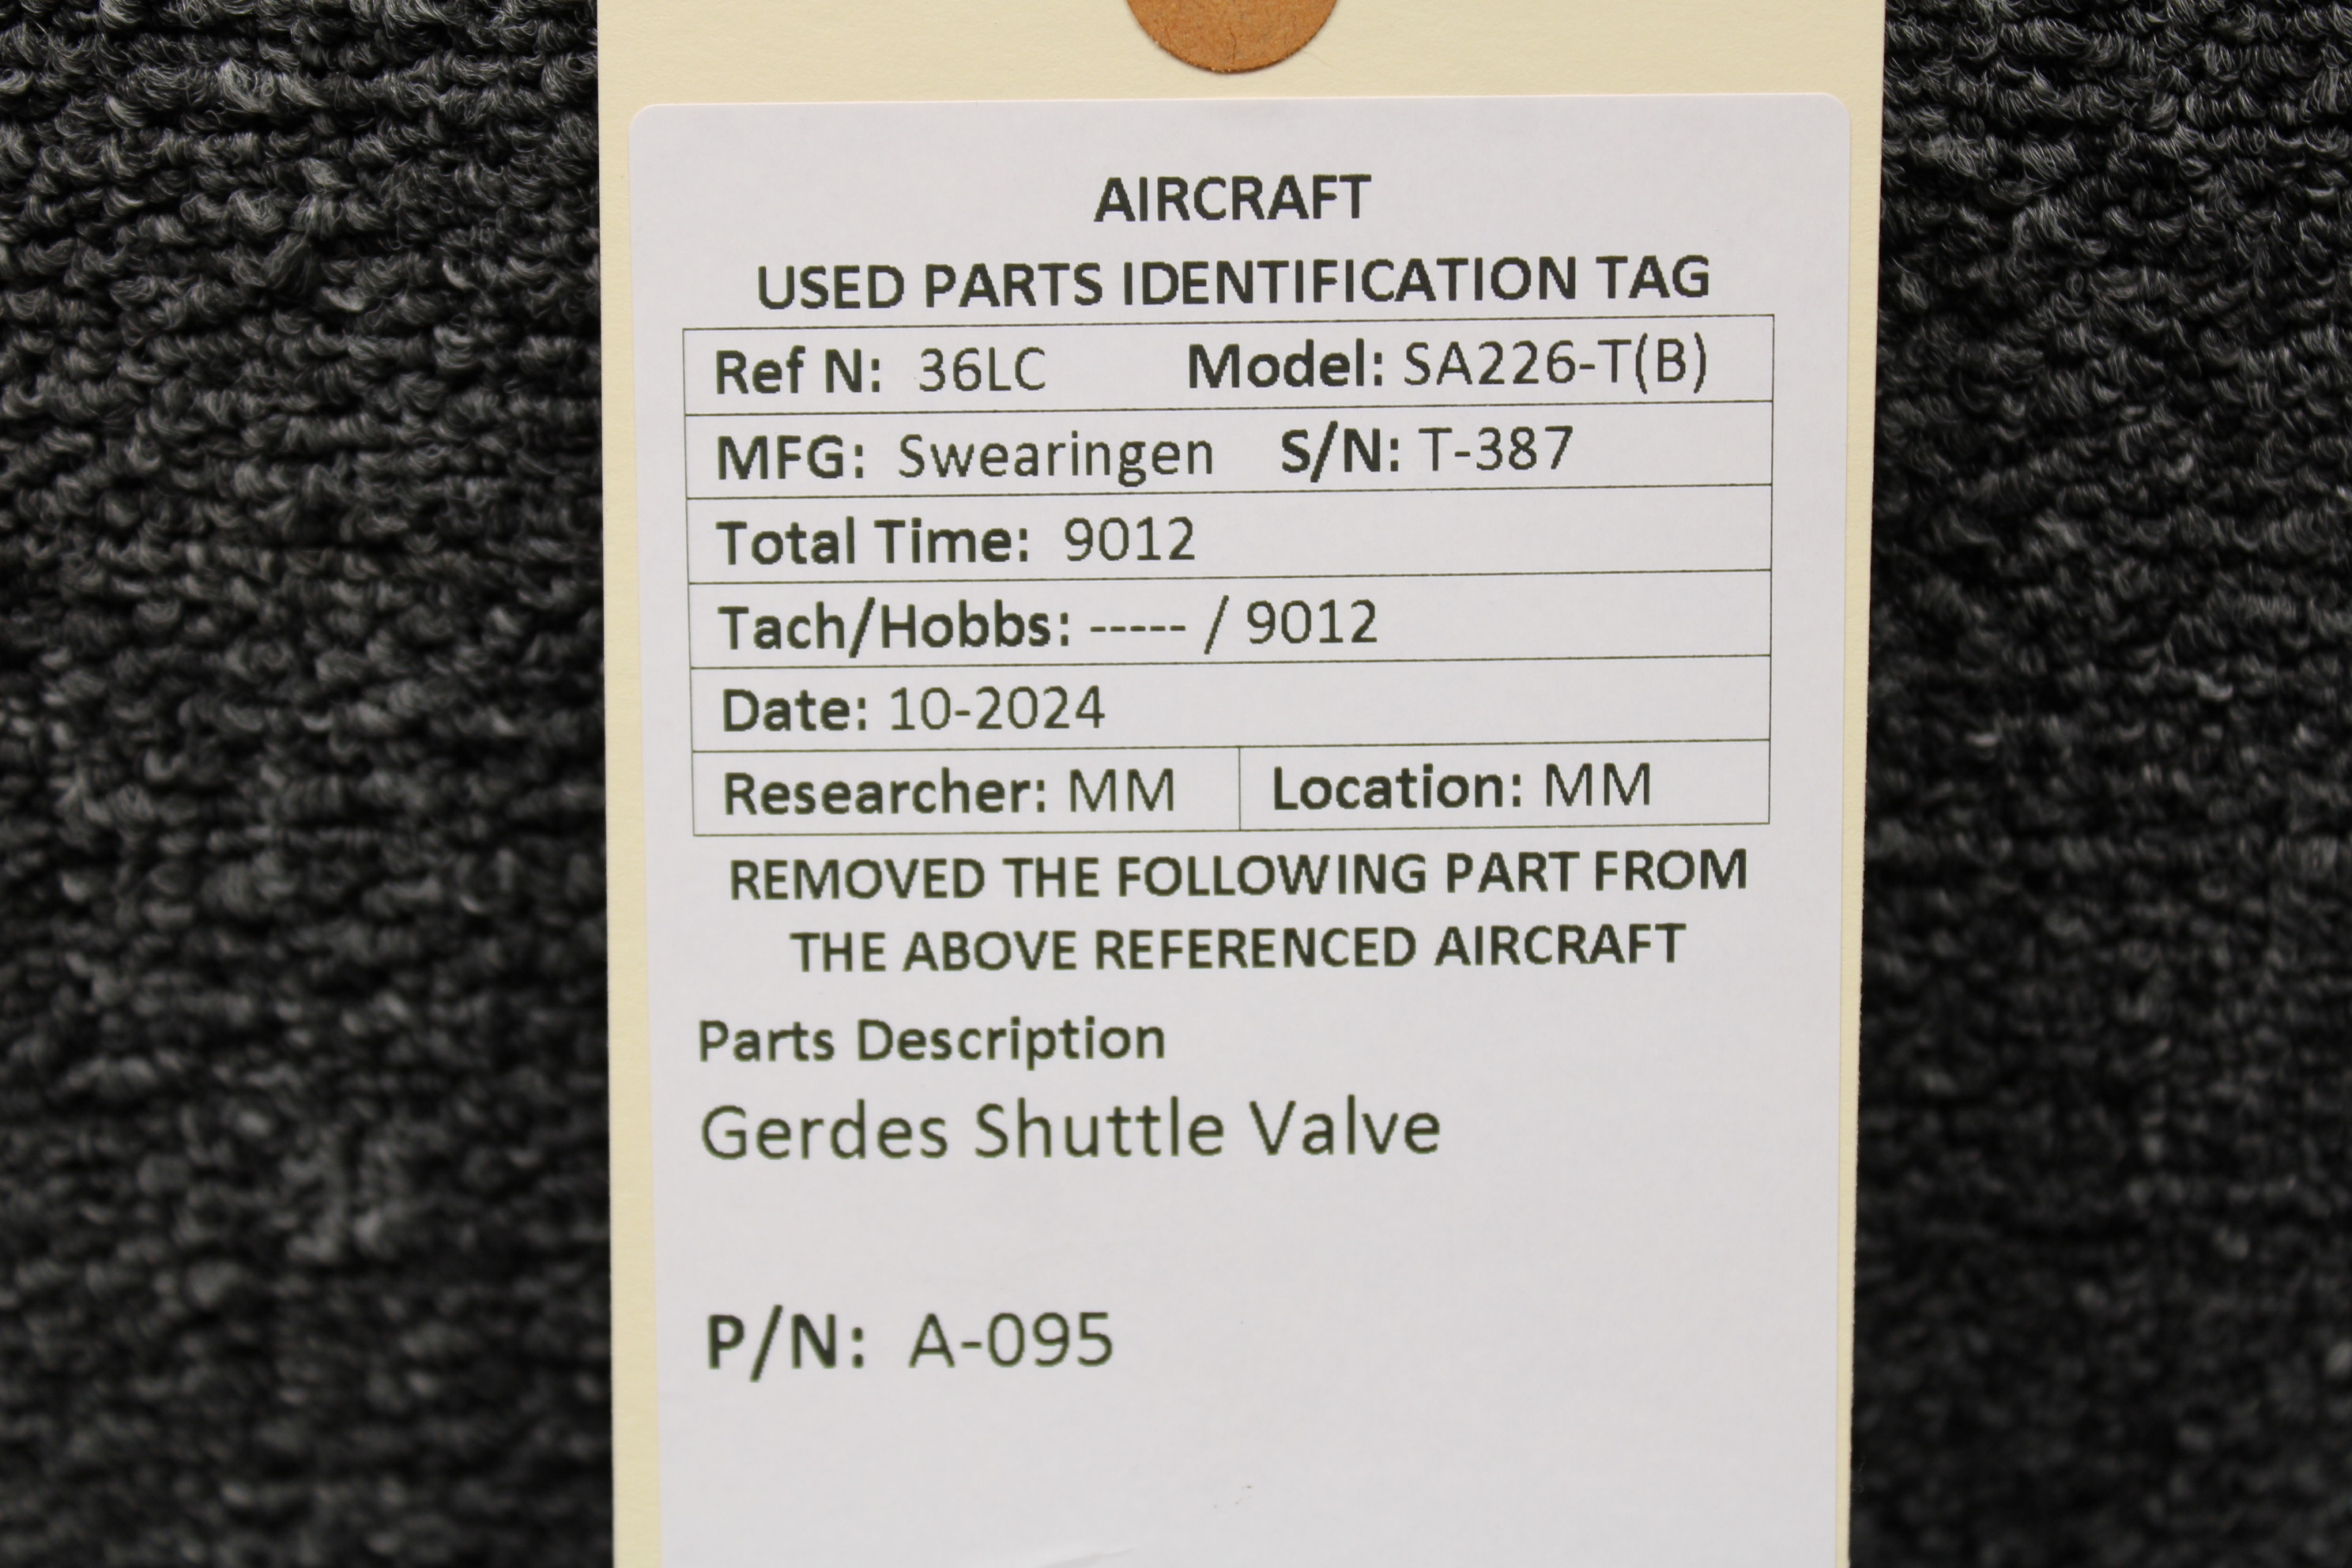 AIRCRAFT
USED PARTS IDENTIFICATION TAG
Ref N: 36LC Model: SA226-T(B)
MFG: Swearingen S/N: T-387
Total Time: 9012
Tach/Hobbs: ----- / 9012
Date: 10-2024
Researcher: MM Location: MM
REMOVED THE FOLLOWING PART FROM
THE ABOVE REFERENCED AIRCRAFT
Parts Description
Gerdes Shuttle Valve
P/N: A-095